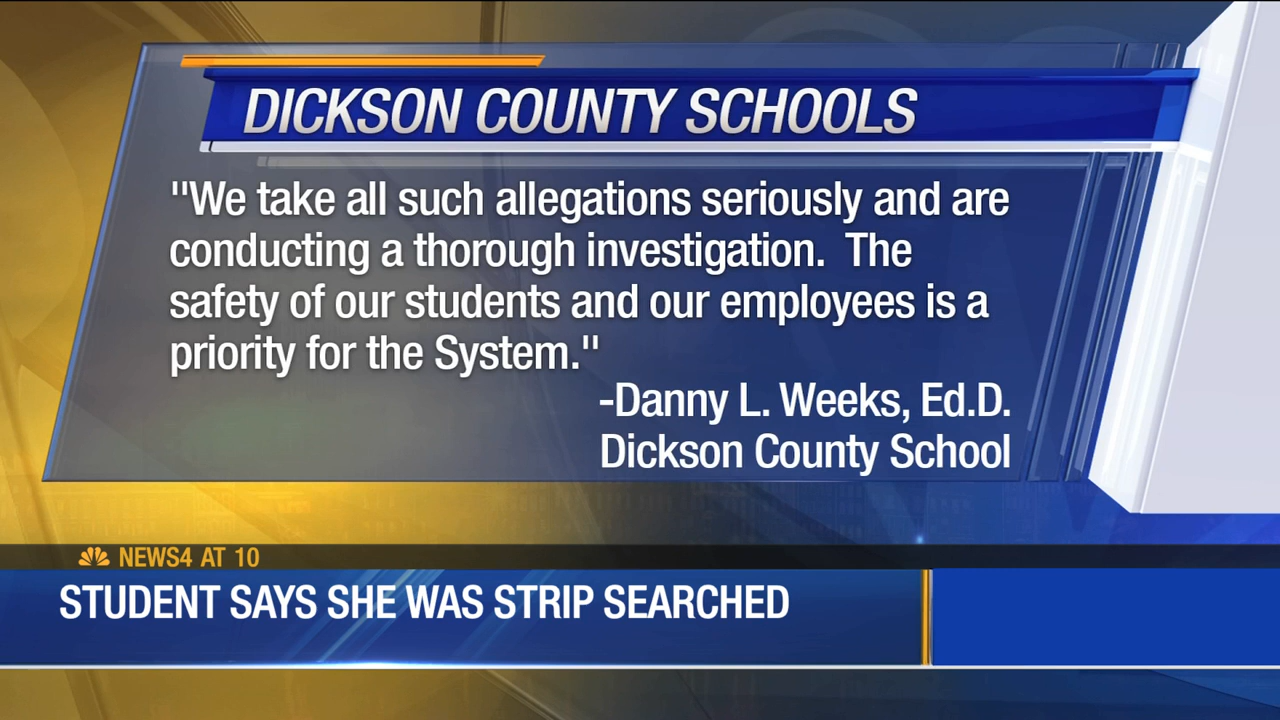 DICKSON COUNTY SCHOOLS
"We take all such allegations seriously and are
conducting a thorough investigation.  The
safety of our students and our employees is a
priority for the System."
-Danny L. Weeks, Ed.D.
Dickson County School
NEWS4 AT 10
STUDENT SAYS SHE WAS STRIP SEARCHED